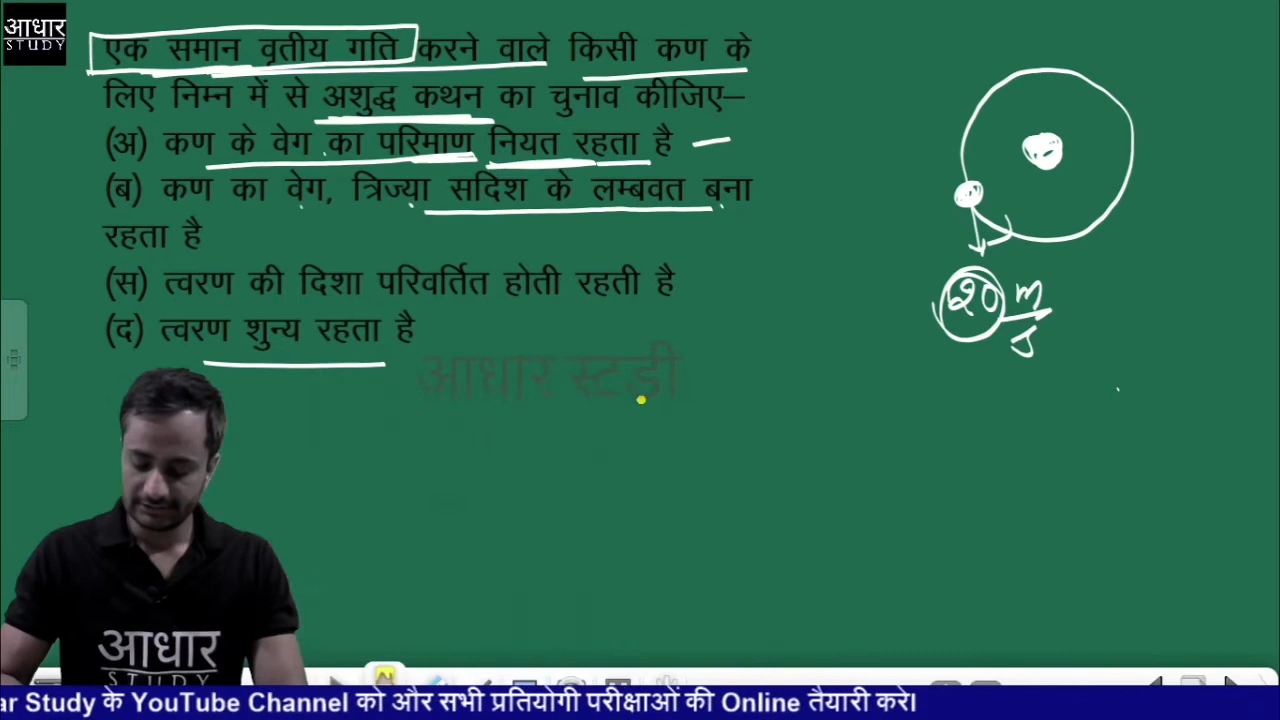 आधार
STUDY
एक समान वृतीय गति करने वाले किसी कण के
लिए निम्न में से अशुद्ध कथन का चुनाव कीजिए–
(अ) कण के वेग का परिमाण नियत रहता है
(ब) कण का वेग, त्रिज्या सदिश के लम्बवत बना
रहता है
(स) त्वरण की दिशा परिवर्तित होती रहती है
(द) त्वरण शून्य रहता है
20 m
s
आधार स्टडी
आधार
STUDY
ar Study के YouTube Channel को और सभी प्रतियोगी परीक्षाओं की Online तैयारी करे।